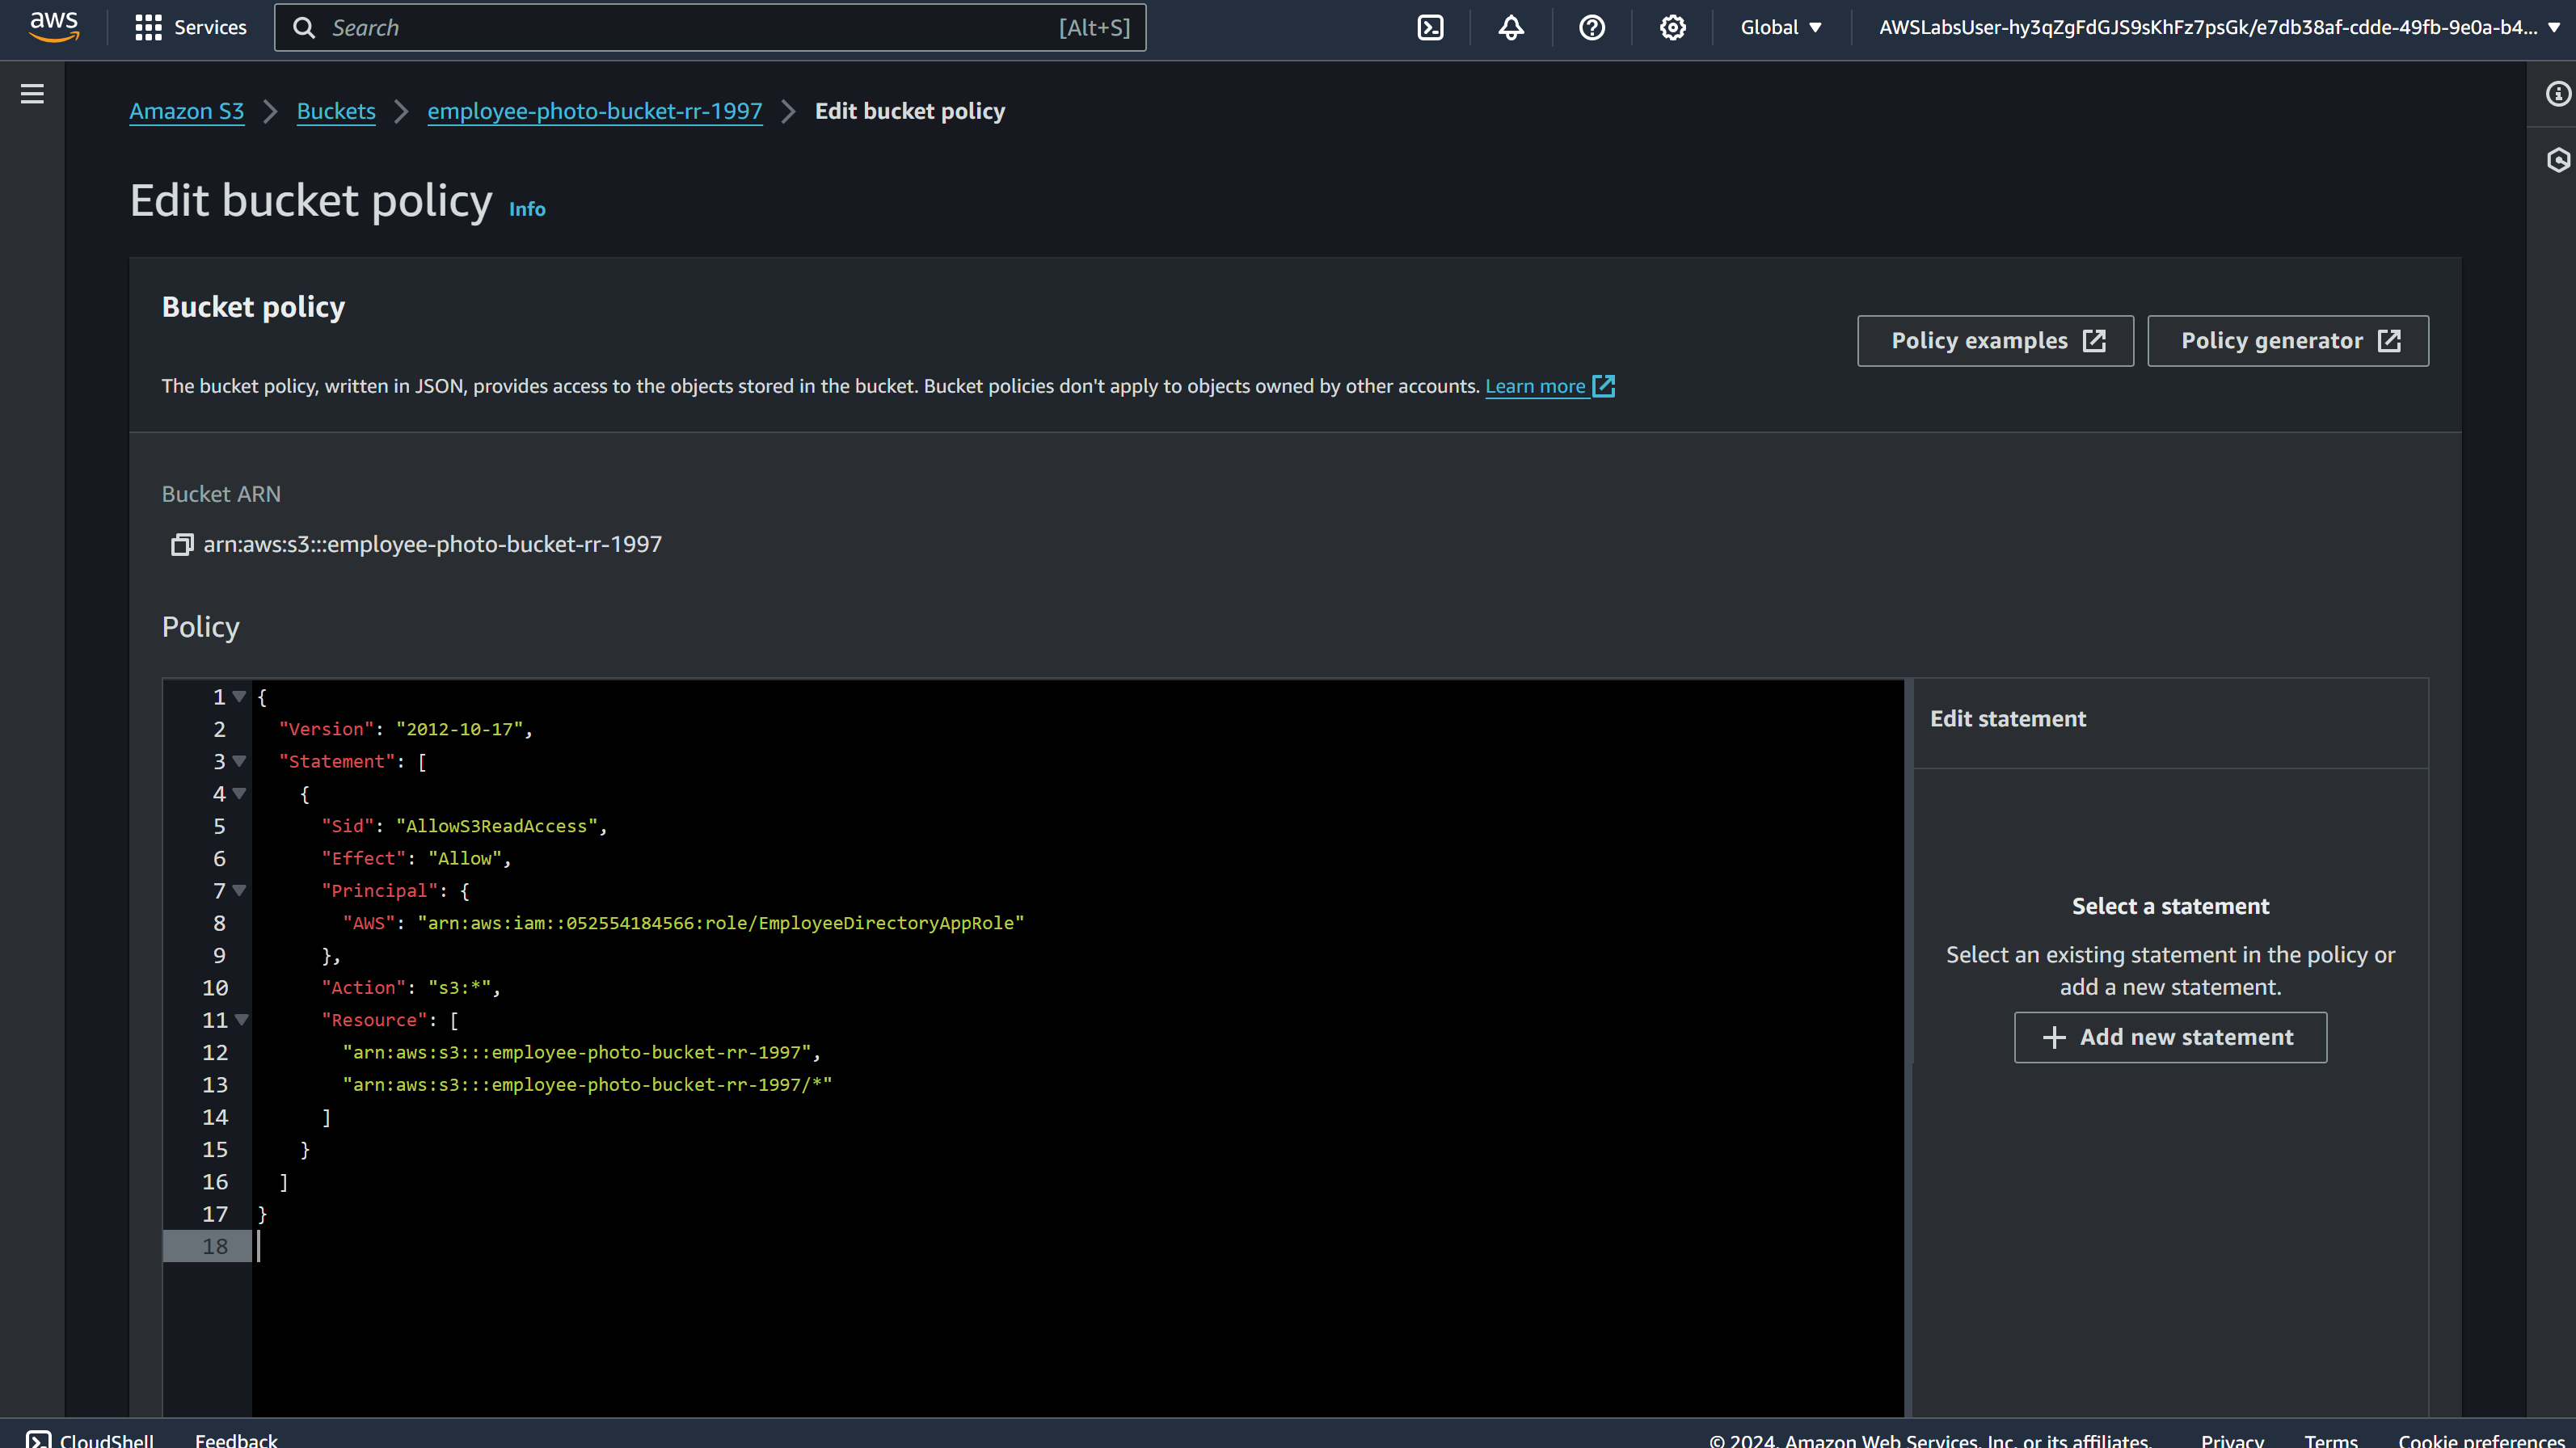 aws Services Search [Alt+S] Global AWSLabsUser-hy3qZgFdGJS9sKhFz7psGk/e7db38af-cdde-49fb-9e0a-b4...
Amazon S3 Buckets employee-photo-bucket-rr-1997 Edit bucket policy
Edit bucket policy Info
Bucket policy
Policy examples Policy generator
The bucket policy, written in JSON, provides access to the objects stored in the bucket. Bucket policies don't apply to objects owned by other accounts. Learn more
Bucket ARN
arn:aws:s3:::employee-photo-bucket-rr-1997
Policy
1 {
2 "Version": "2012-10-17",
3 "Statement": [
4 {
5 "Sid": "AllowS3ReadAccess",
6 "Effect": "Allow",
7 "Principal": {
8 "AWS": "arn:aws:iam::052554184566:role/EmployeeDirectoryAppRole"
9 },
10 "Action": "s3:*",
11 "Resource": [
12 "arn:aws:s3:::employee-photo-bucket-rr-1997",
13 "arn:aws:s3:::employee-photo-bucket-rr-1997/*"
14 ]
15 }
16 ]
17 }
18
Edit statement
Select a statement
Select an existing statement in the policy or
add a new statement.
Add new statement
CloudShell Feedback © 2024, Amazon Web Services, Inc. or its affiliates. Privacy Terms Cookie preferences